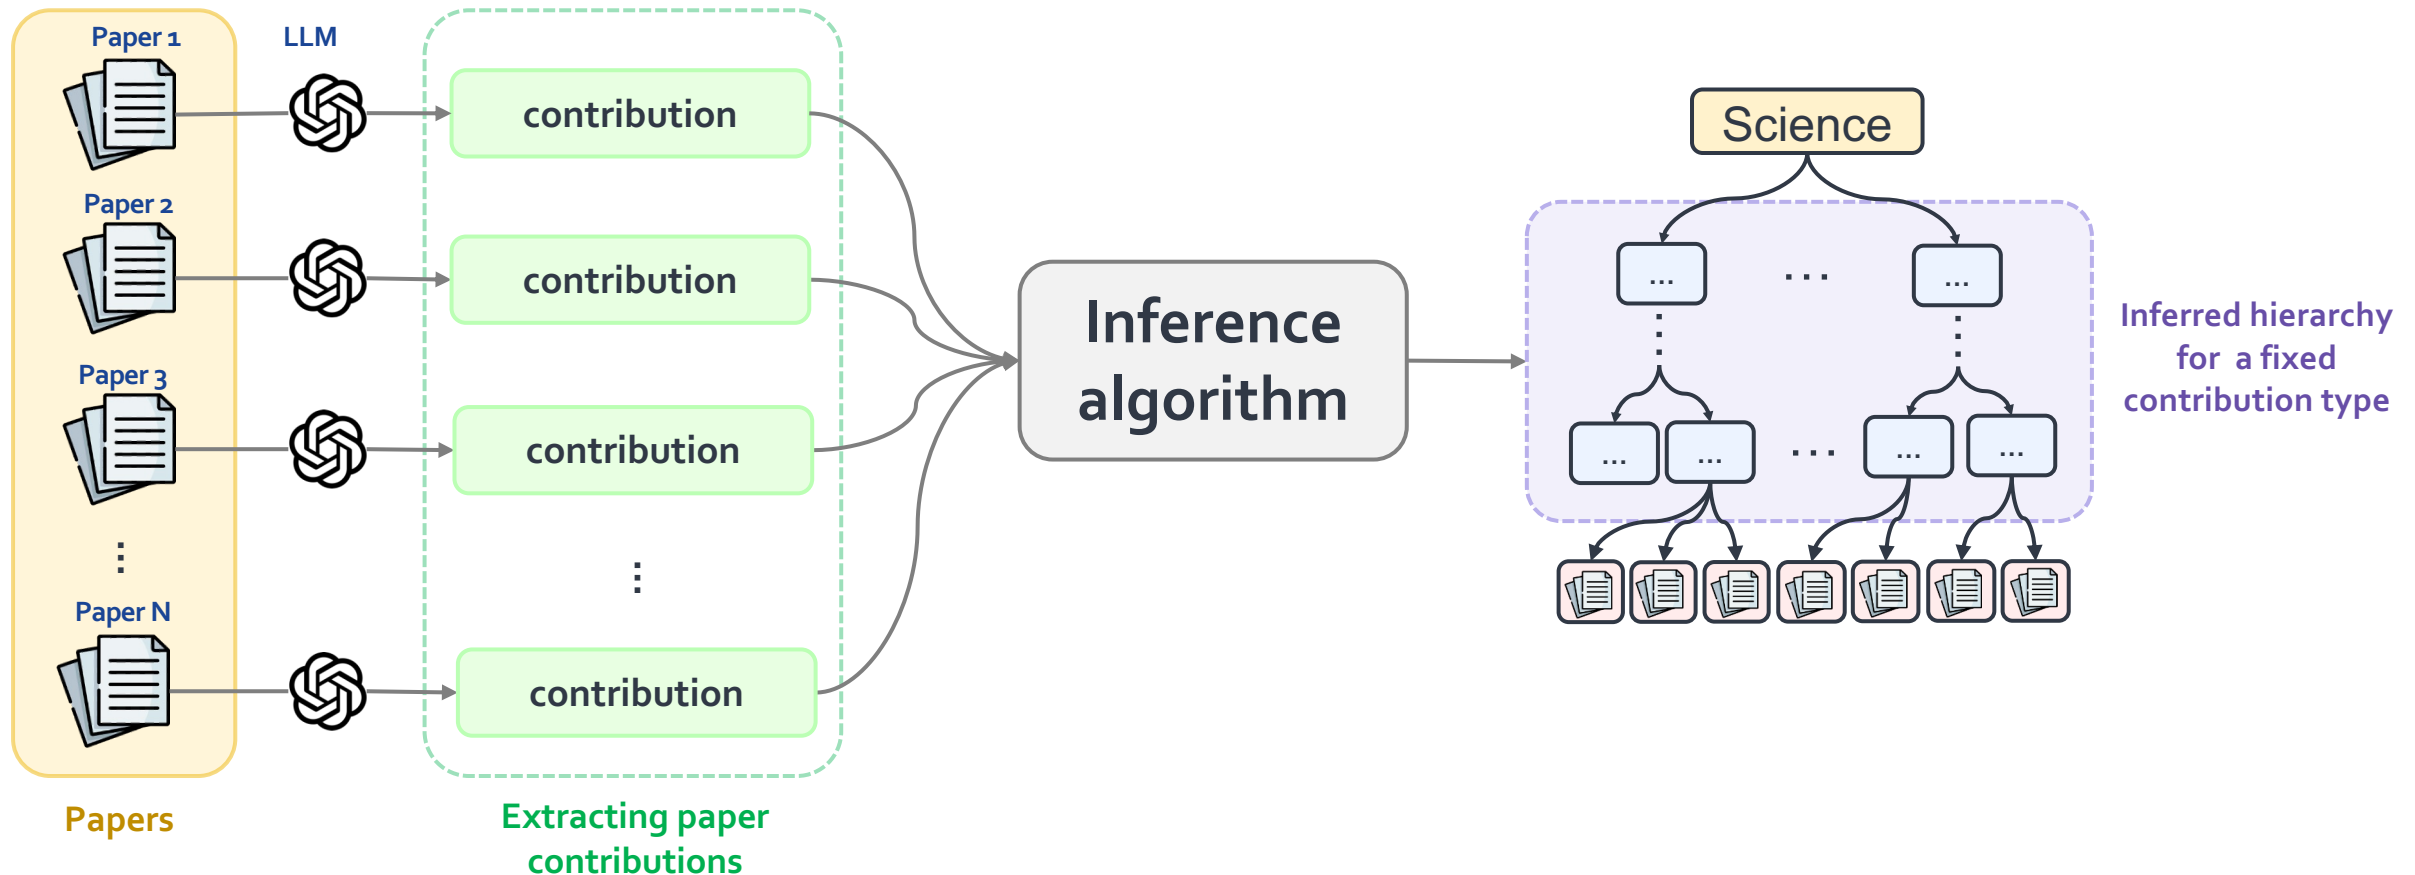 Paper 1
LLM
contribution
Paper 2
contribution
Paper 3
contribution
⋮
⋮
Paper N
contribution
Papers
Extracting paper
contributions
Inference
algorithm
Science
...
...
...
...
...
...
...
...
Inferred hierarchy
for a fixed
contribution type